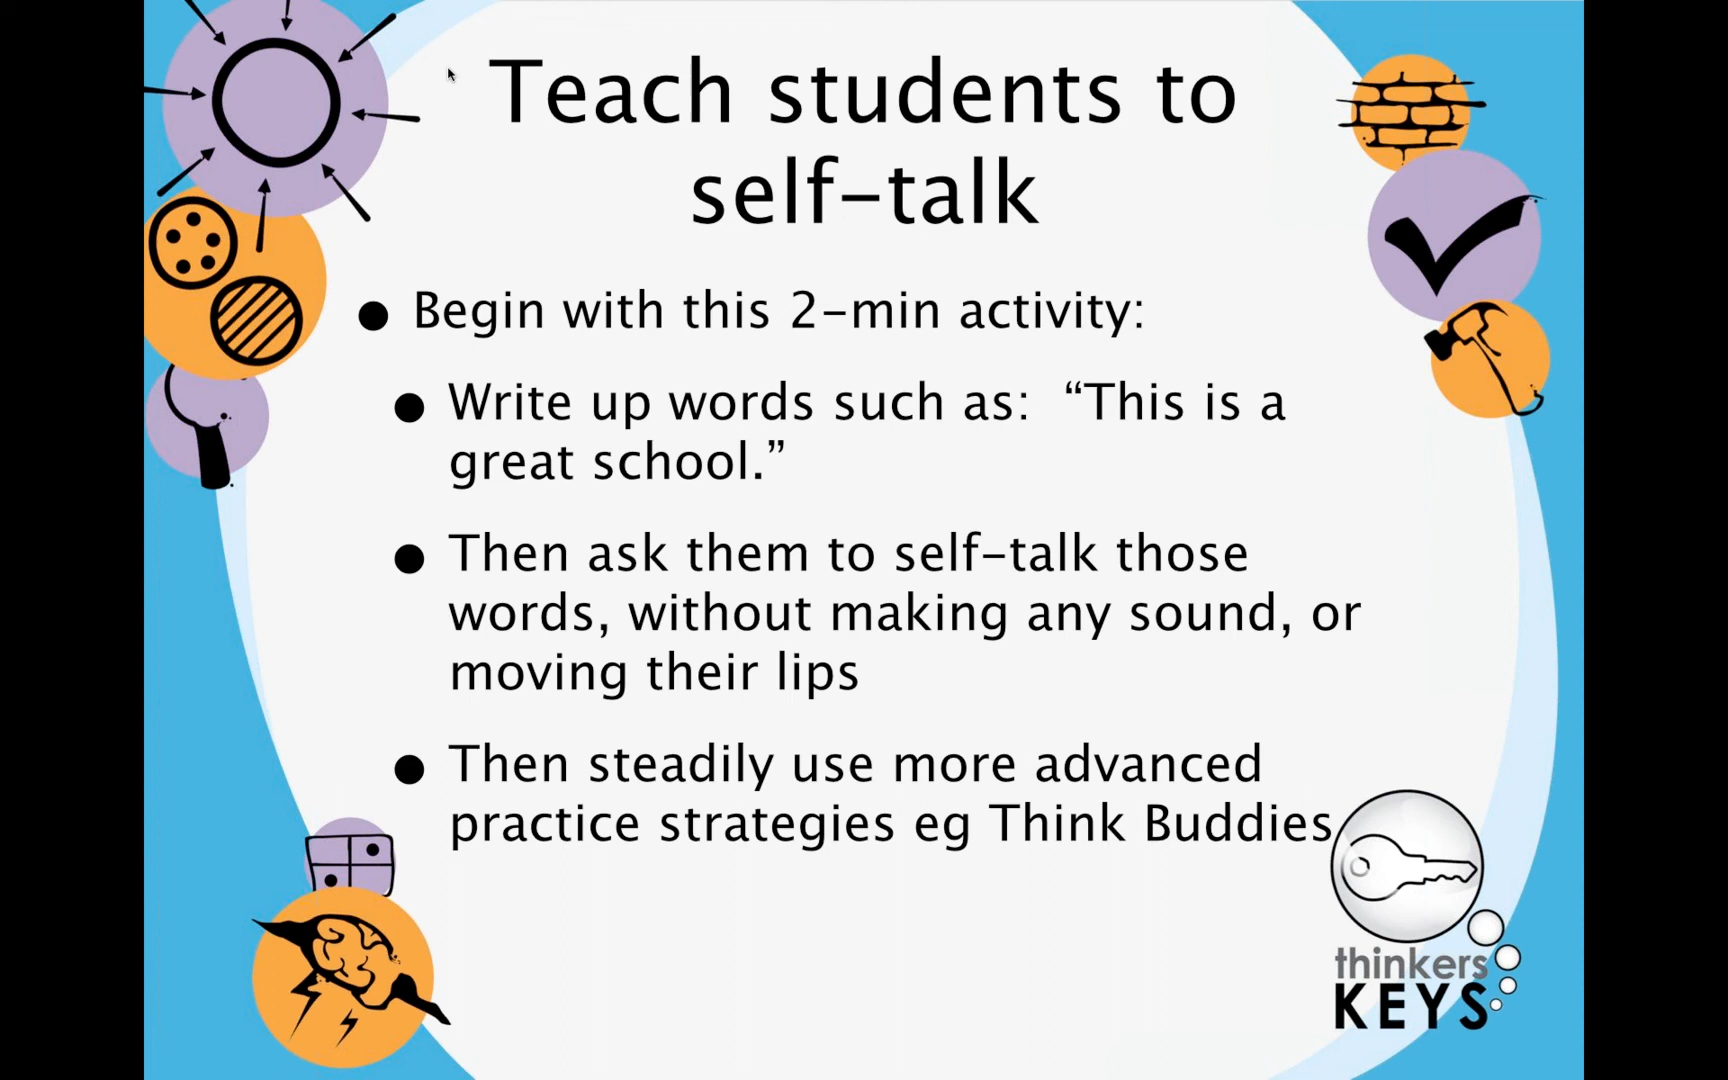 Teach students to
self-talk
• Begin with this 2-min activity:
• Write up words such as:  “This is a
great school.”
• Then ask them to self-talk those
words, without making any sound, or
moving their lips
• Then steadily use more advanced
practice strategies eg Think Buddies
thinkers
KEYS